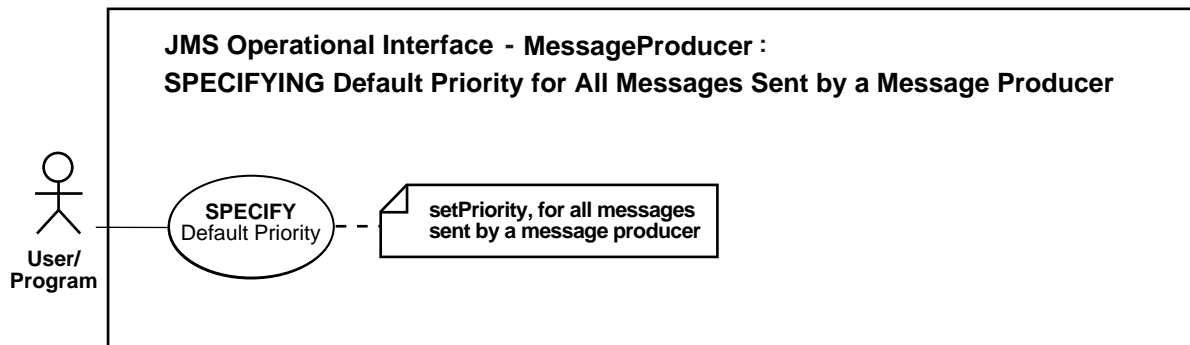 JMS Operational Interface - MessageProducer :
SPECIFYING Default Priority for All Messages Sent by a Message Producer
SPECIFY
Default Priority
setPriority, for all messages
sent by a message producer
User/
Program